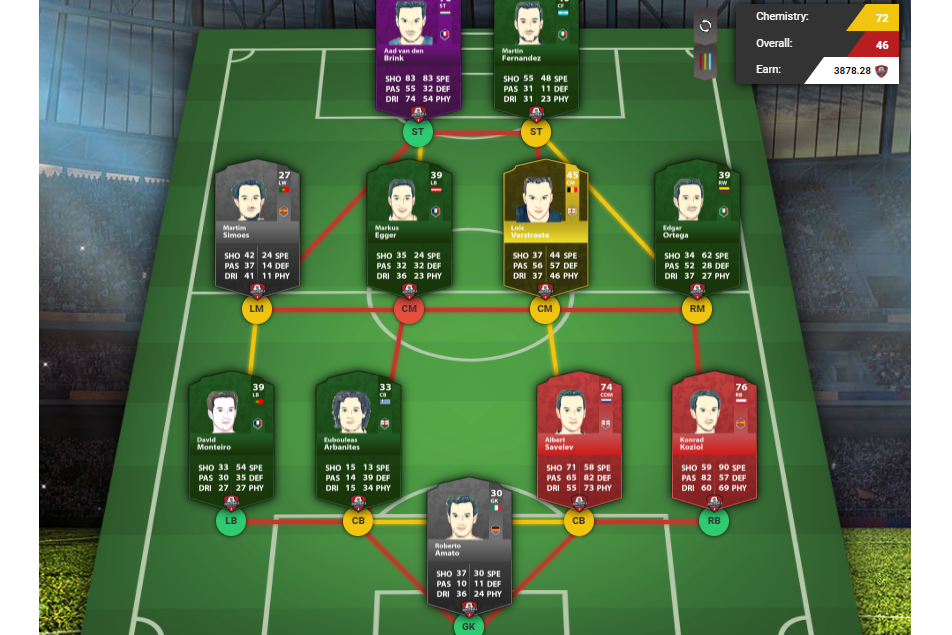 Chemistry: 72
Overall: 46
Earn: 3878.28
ST
Aad van den
Brink
SHO 83 83 SPE
PAS 55 32 DEF
DRI 74 54 PHY
CF
Martin
Fernandez
SHO 55 48 SPE
PAS 31 11 DEF
DRI 31 23 PHY
ST
ST
27
LW
Martim
Simoes
SHO 42 24 SPE
PAS 37 14 DEF
DRI 41 11 PHY
39
LB
Markus
Egger
SHO 35 24 SPE
PAS 32 32 DEF
DRI 36 23 PHY
45
CM
Lois
Verstraete
SHO 37 44 SPE
PAS 56 57 DEF
DRI 37 46 PHY
39
RW
Edgar
Ortega
SHO 34 62 SPE
PAS 52 28 DEF
DRI 37 27 PHY
LM
CM
CM
RM
39
LB
David
Monteiro
SHO 33 54 SPE
PAS 30 35 DEF
DRI 27 27 PHY
33
CB
Eubouleas
Arbanites
SHO 15 13 SPE
PAS 14 39 DEF
DRI 15 34 PHY
74
CDM
Albert
Savelev
SHO 71 58 SPE
PAS 65 82 DEF
DRI 55 73 PHY
76
RB
Konrad
Koziol
SHO 59 90 SPE
PAS 82 57 DEF
DRI 60 69 PHY
LB
CB
CB
RB
30
GK
Roberto
Amato
SHO 37 30 SPE
PAS 10 11 DEF
DRI 36 24 PHY
GK